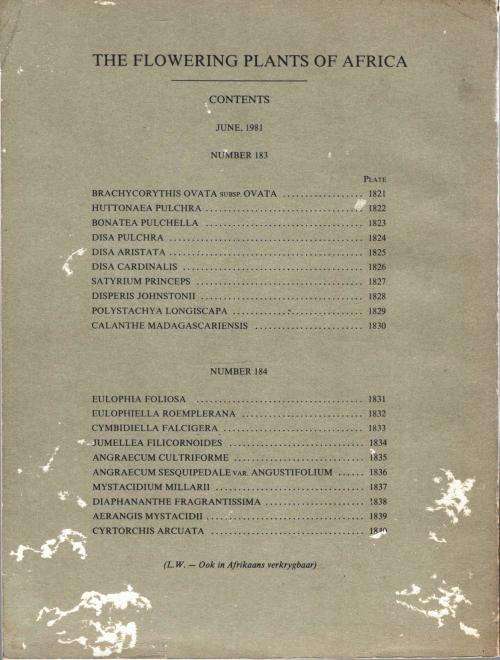 THE FLOWERING PLANTS OF AFRICA
CONTENTS
JUNE, 1981
NUMBER 183
PLATE
BRACHYCORYTHIS OVATA SUBSP. OVATA .................. 1821
HUTTONAEA PULCHRA .................. 1822
BONATEA PULCHELLA .................. 1823
DISA PULCHRA .................. 1824
DISA ARISTATA .................. 1825
DISA CARDINALIS .................. 1826
SATYRIUM PRINCEPS .................. 1827
DISPERIS JOHNSTONII .................. 1828
POLYSTACHYA LONGISCAPA .................. 1829
CALANTHE MADAGASCARIENSIS .................. 1830
NUMBER 184
EULOPHIA FOLIOSA .................. 1831
EULOPHIELLA ROEMPLERANA .................. 1832
CYMBIDIELLA FALCIGERA .................. 1833
JUMELLEA FILICORNOIDES .................. 1834
ANGRAECUM CULTRIFORME .................. 1835
ANGRAECUM SESQUIPEDALE VAR. ANGUSTIFOLIUM ...... 1836
MYSTACIDIUM MILLARII .................. 1837
DIAPHANANTHE FRAGRANTISSIMA .................. 1838
AERANGIS MYSTACIDII .................. 1839
CYRTORCHIS ARCUATA .................. 1840
(L.W. — Ook in Afrikaans verkrygbaar)